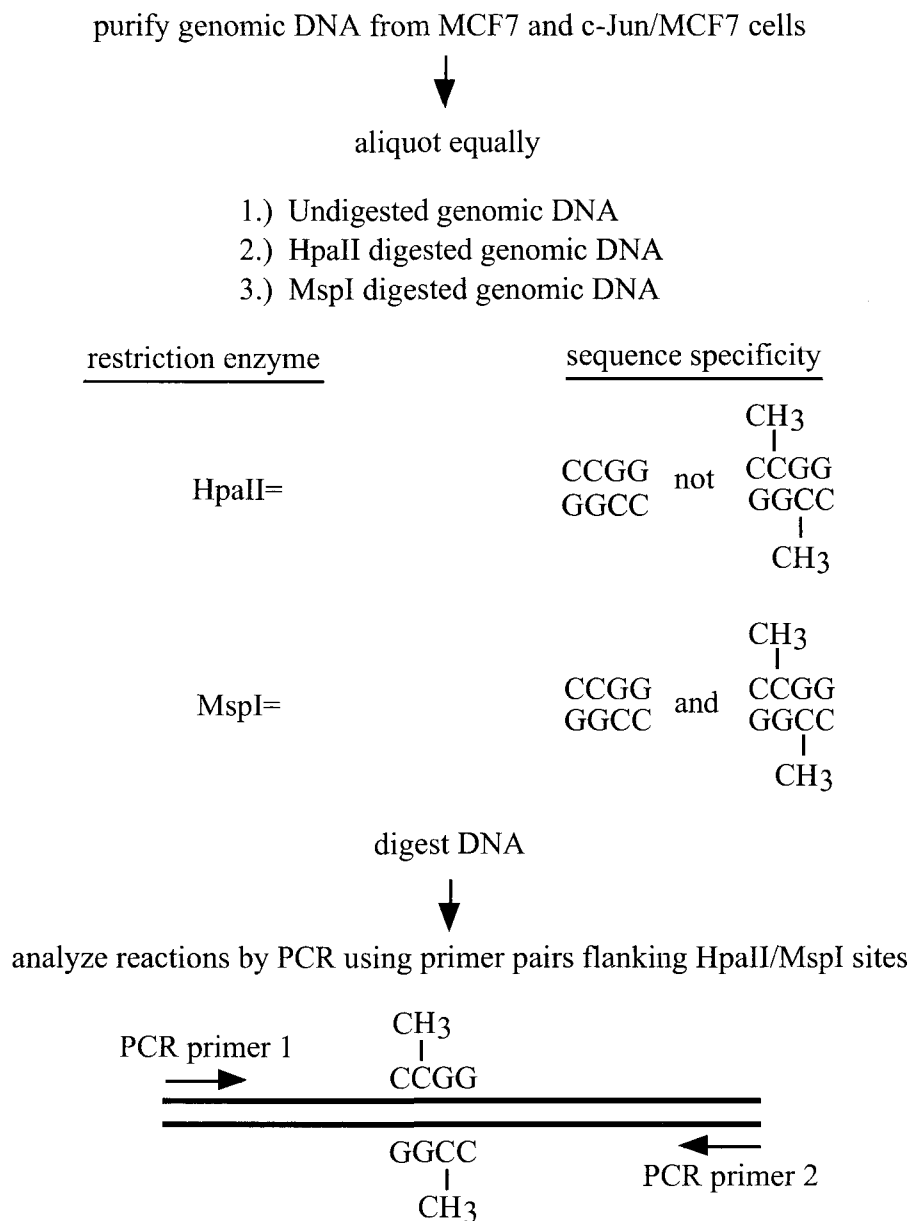 purify genomic DNA from MCF7 and c-Jun/MCF7 cells
aliquot equally
1.) Undigested genomic DNA
2.) HpaII digested genomic DNA
3.) MspI digested genomic DNA
restriction enzyme
sequence specificity
HpaII=
CCGG
GGCC
not
CH3
CCGG
GGCC
CH3
MspI=
CCGG
GGCC
and
CH3
CCGG
GGCC
CH3
digest DNA
analyze reactions by PCR using primer pairs flanking HpaII/MspI sites
PCR primer 1
CH3
CCGG
GGCC
CH3
PCR primer 2